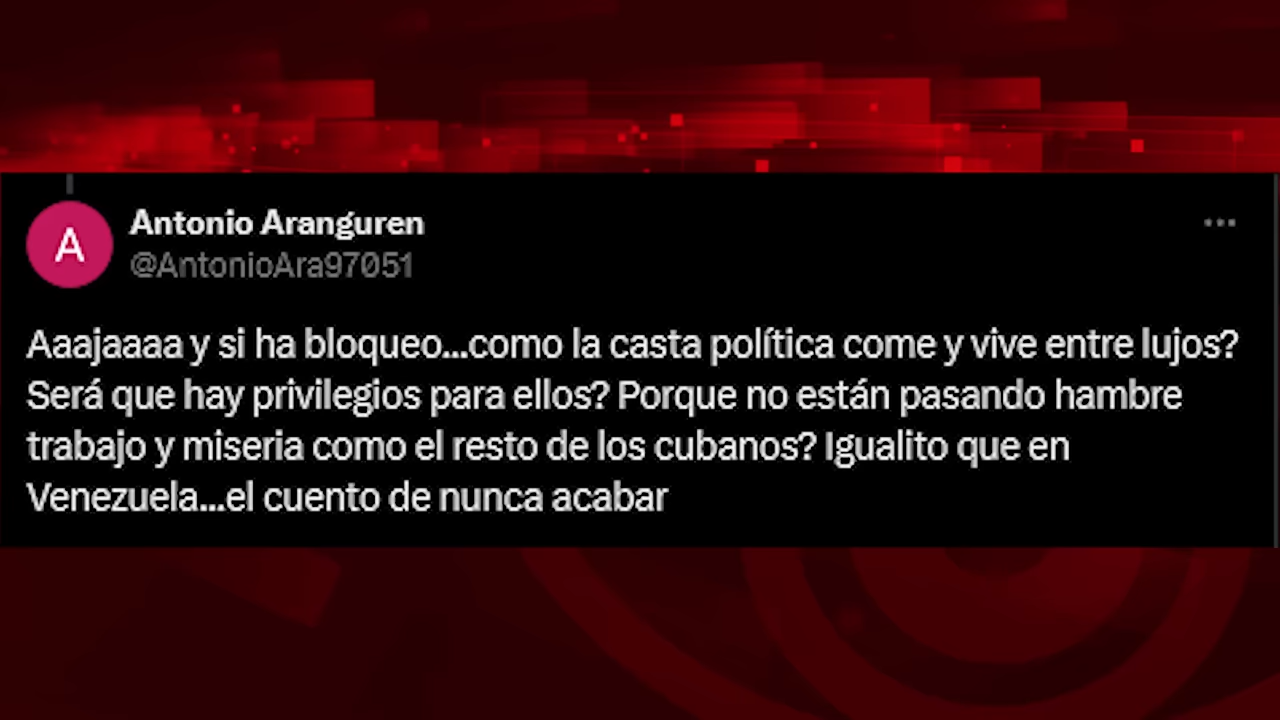 A
Antonio Aranguren
@AntonioAra97051
Aaajaaaa y si ha bloqueo...como la casta política come y vive entre lujos?
Será que hay privilegios para ellos? Porque no están pasando hambre
trabajo y miseria como el resto de los cubanos? Igualito que en
Venezuela...el cuento de nunca acabar